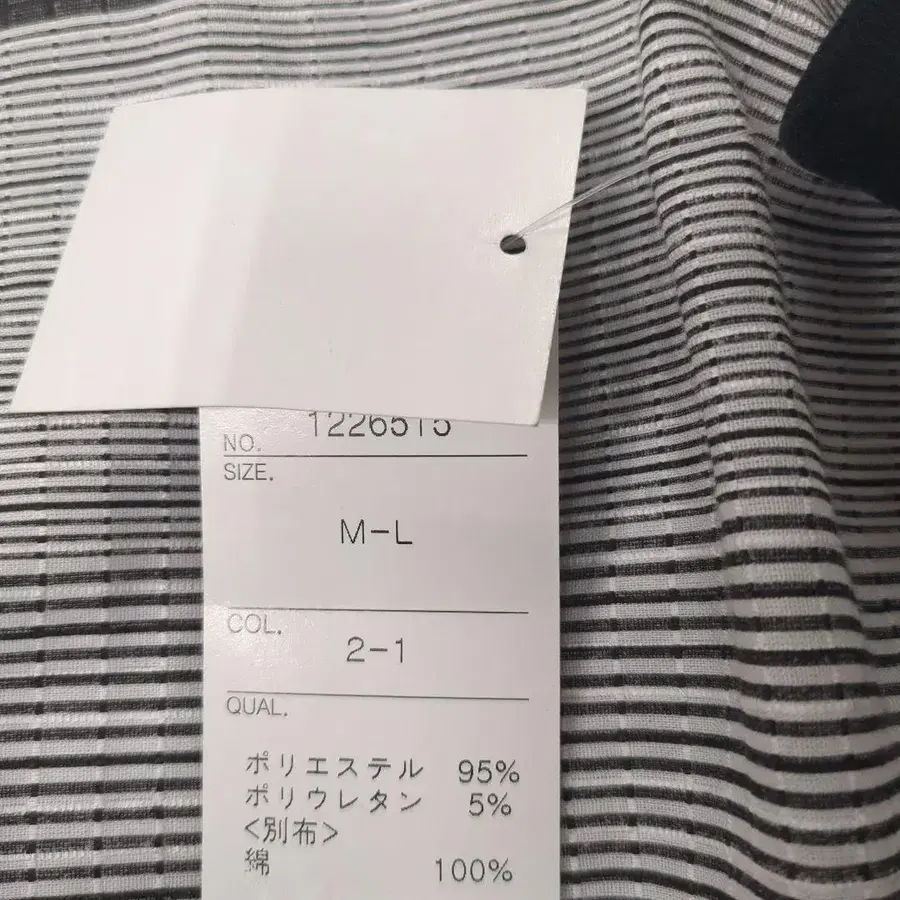 NO. 1226515
SIZE.
M-L
COL.
2-1
QUAL.
ポリエステル 95%
ポリウレタン 5%
<別布>
綿 100%